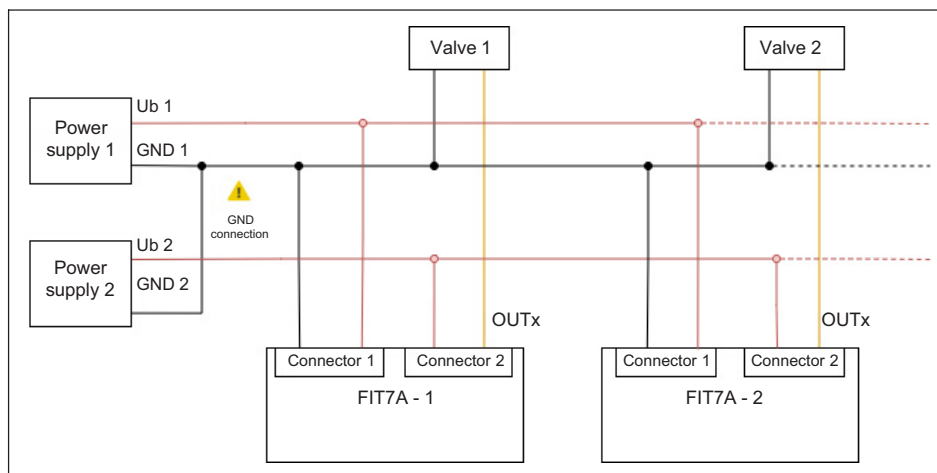 Valve 1
Valve 2
Ub 1
Power
supply 1
GND 1
GND
connection
Ub 2
Power
supply 2
GND 2
OUTx
OUTx
Connector 1
Connector 2
Connector 1
Connector 2
FIT7A - 1
FIT7A - 2